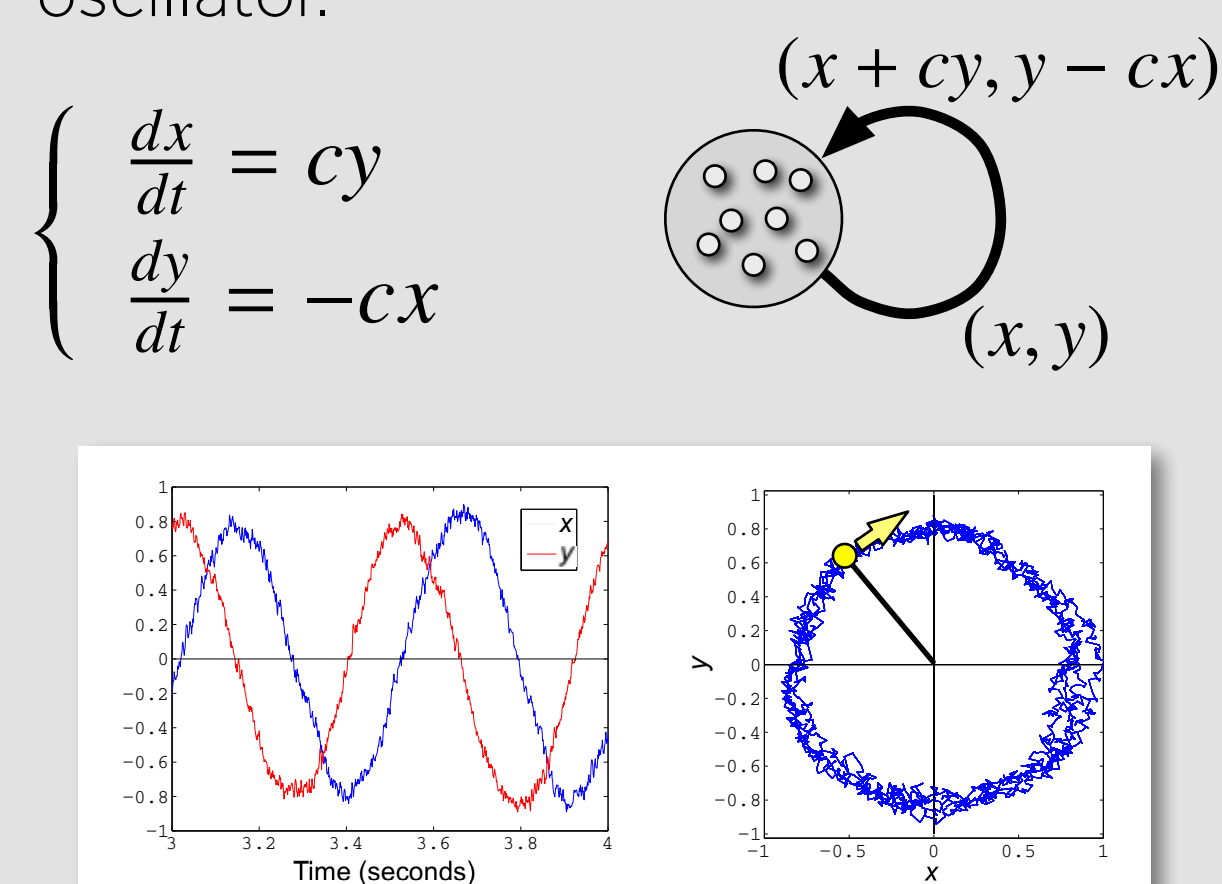 oscillator.
(x + cy, y − cx)
dx/dt = cy
dy/dt = −cx
(x, y)
1
0.8
0.6
0.4
0.2
0
−0.2
−0.4
−0.6
−0.8
−1
3 3.2 3.4 3.6 3.8 4
Time (seconds)
x
y
1
0.8
0.6
0.4
0.2
0
−0.2
−0.4
−0.6
−0.8
−1
−1 −0.5 0 0.5 1
x
y